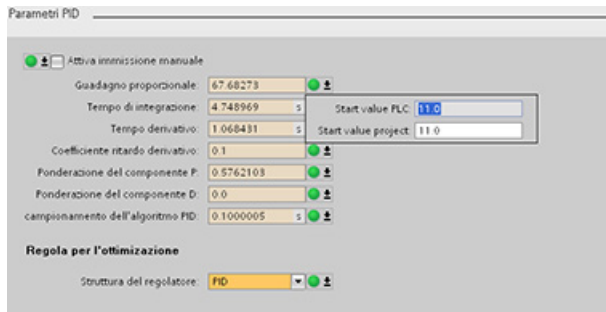 Parametri PID
Attiva immissione manuale
Guadagno proporzionale: 67.68273
Tempo di integrazione: 4.748969 s
Start value PLC: 11.0
Tempo derivativo: 1.068431 s
Start value project: 11.0
Coefficiente ritardo derivativo: 0.1
Ponderazione del componente P: 0.5762103
Ponderazione del componente D: 0.0
campionamento dell'algoritmo PID: 0.1000005 s
Regola per l'ottimizazione
Struttura del regolatore: PID